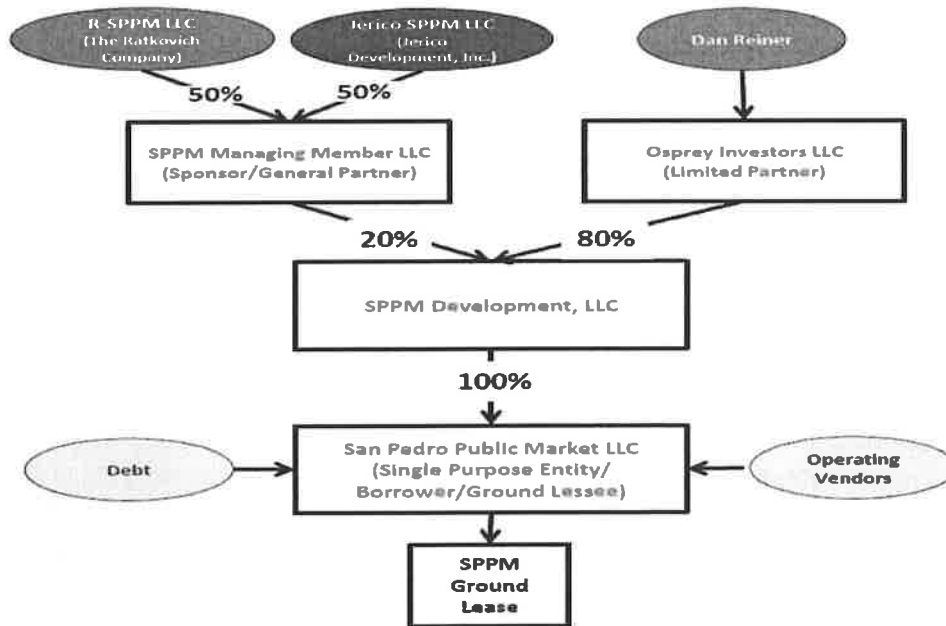 R-SPPM LLC
(The Ratkovich
Company)
Jerico SPPM LLC
(Jerico
Development, Inc.)
Dan Reiner
50%
50%
SPPM Managing Member LLC
(Sponsor/General Partner)
Osprey Investors LLC
(Limited Partner)
20%
80%
SPPM Development, LLC
100%
San Pedro Public Market LLC
(Single Purpose Entity/
Borrower/Ground Lessee)
Debt
Operating
Vendors
SPPM
Ground
Lease